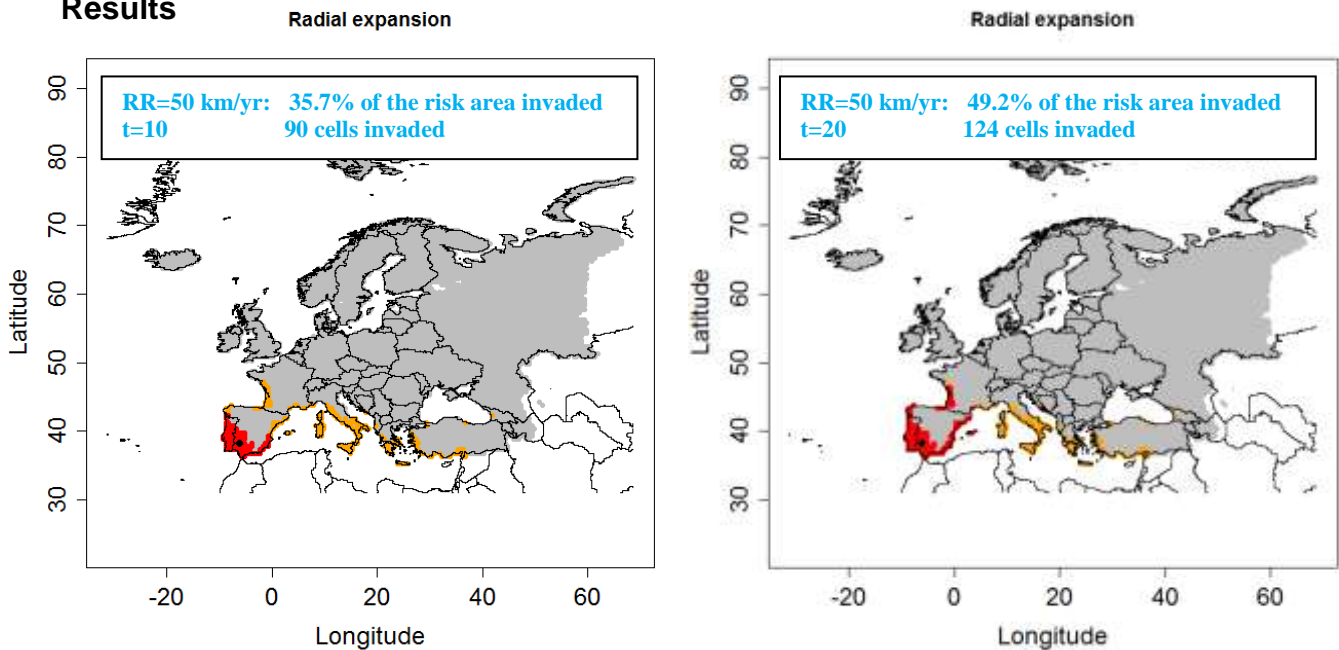 Results
Radial expansion
RR=50 km/yr: 35.7% of the risk area invaded
t=10 90 cells invaded
Latitude
90
80
70
60
50
40
30
-20 0 20 40 60
Longitude
Radial expansion
RR=50 km/yr: 49.2% of the risk area invaded
t=20 124 cells invaded
Latitude
90
80
70
60
50
40
30
-20 0 20 40 60
Longitude